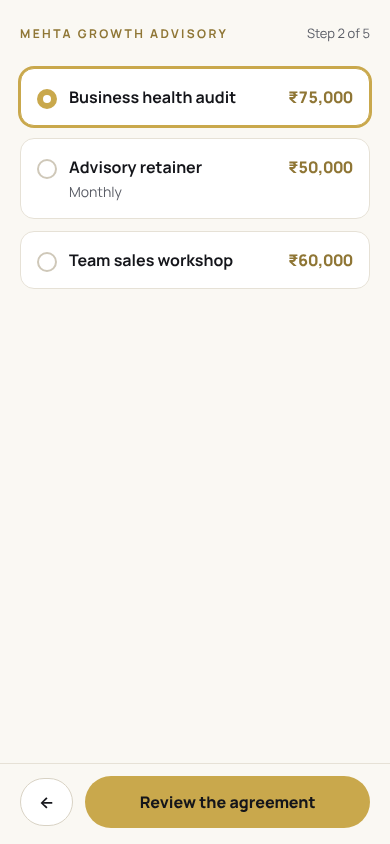 MEHTA GROWTH ADVISORY Step 2 of 5
Business health audit ₹75,000
Advisory retainer ₹50,000
Monthly
Team sales workshop ₹60,000
← Review the agreement